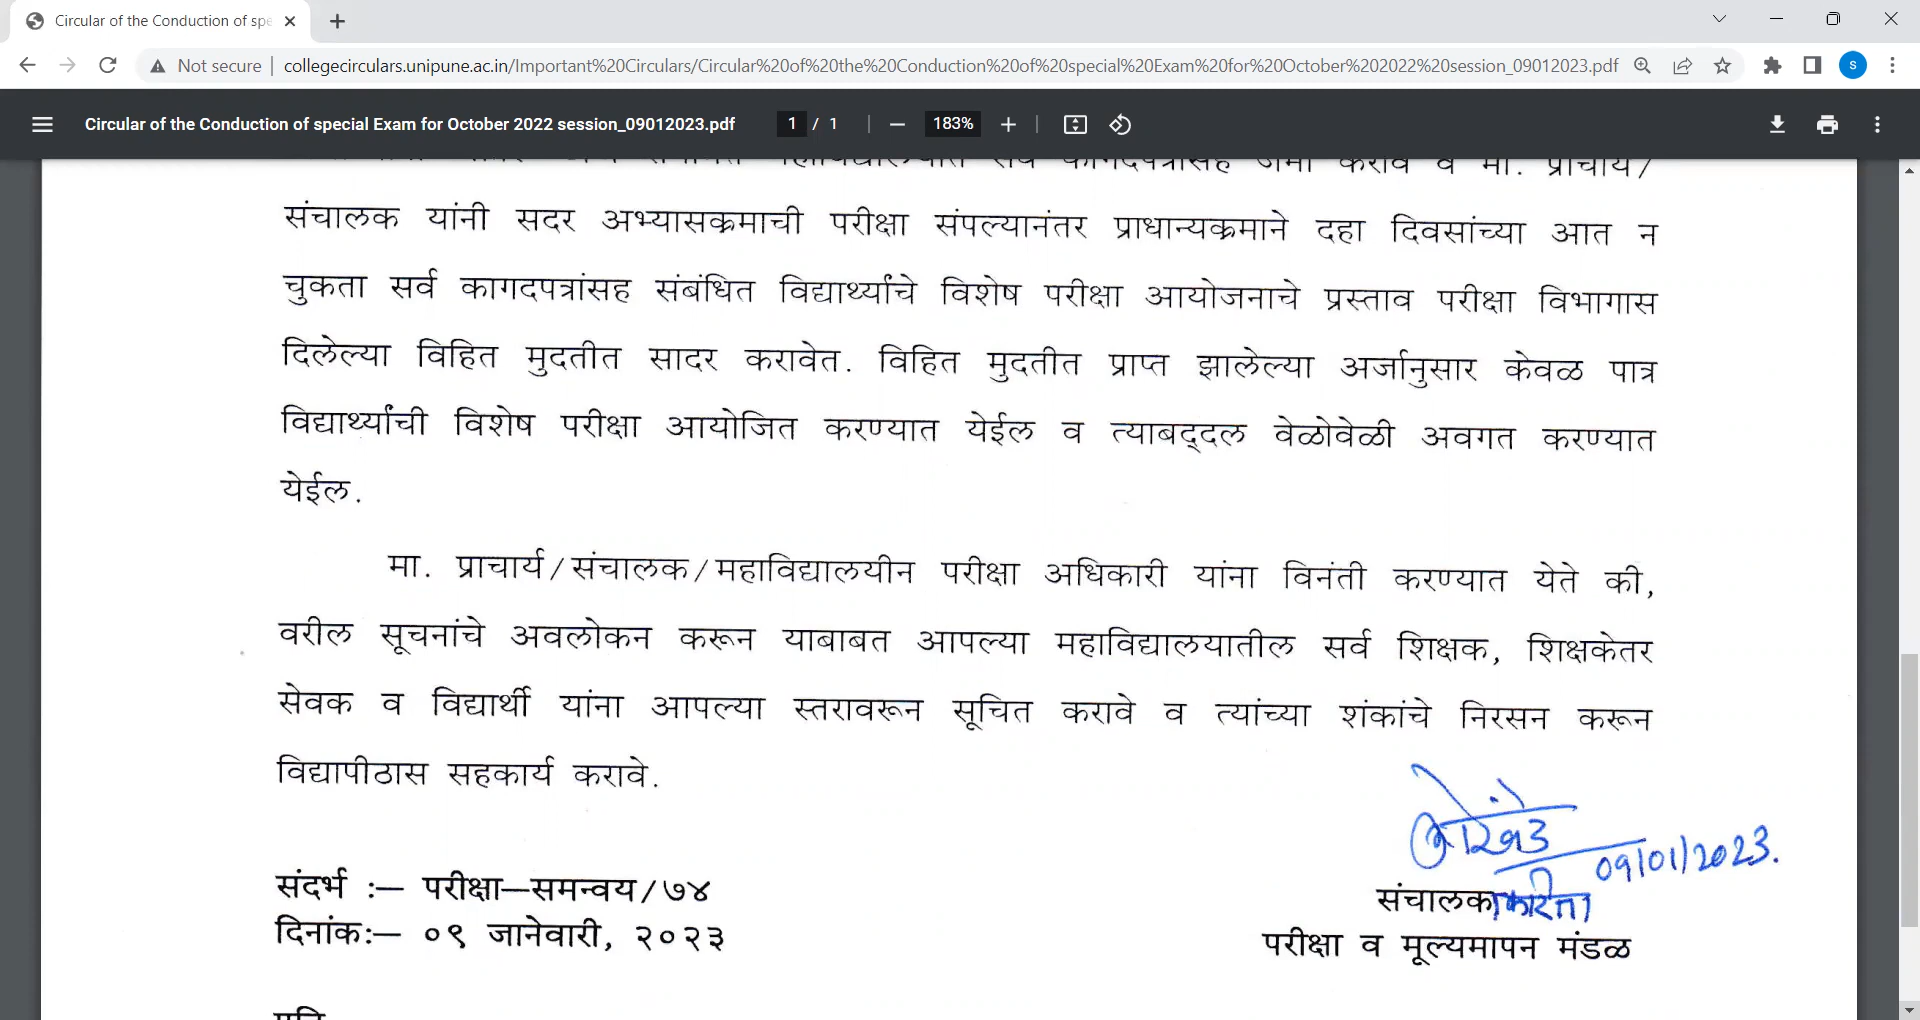 Circular of the Conduction of spe
Not secure
collegecirculars.unipune.ac.in/Important%20Circulars/Circular%20of%20the%20Conduction%20of%20special%20Exam%20for%20October%202022%20session_09012023.pdf
S
Circular of the Conduction of special Exam for October 2022 session_09012023.pdf
1 / 1
183%
कागदपत्रांसह जमा करावे व मा. प्राचार्य/
संचालक यांनी सदर अभ्यासक्रमाची परीक्षा संपल्यानंतर प्राधान्यक्रमाने दहा दिवसांच्या आत न
चुकता सर्व कागदपत्रांसह संबंधित विद्यार्थ्यांचे विशेष परीक्षा आयोजनाचे प्रस्ताव परीक्षा विभागास
दिलेल्या विहित मुदतीत सादर करावेत. विहित मुदतीत प्राप्त झालेल्या अर्जानुसार केवळ पात्र
विद्यार्थ्यांची विशेष परीक्षा आयोजित करण्यात येईल व त्याबद्दल वेळोवेळी अवगत करण्यात
येईल.
मा. प्राचार्य/संचालक/महाविद्यालयीन परीक्षा अधिकारी यांना विनंती करण्यात येते की,
वरील सूचनांचे अवलोकन करून याबाबत आपल्या महाविद्यालयातील सर्व शिक्षक, शिक्षकेतर
सेवक व विद्यार्थी यांना आपल्या स्तरावरून सूचित करावे व त्यांच्या शंकांचे निरसन करून
विद्यापीठास सहकार्य करावे.
09/01/2023.
संदर्भ :— परीक्षा—समन्वय/७४
संचालक करिता
दिनांक:— ०९ जानेवारी, २०२३
परीक्षा व मूल्यमापन मंडळ